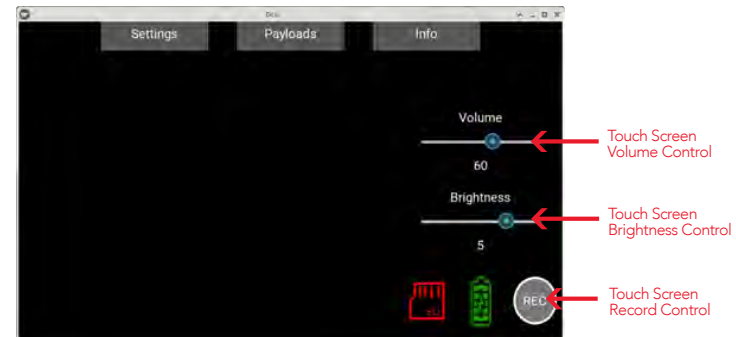 Settings Payloads Info
Volume
60
Touch Screen
Volume Control
Brightness
5
Touch Screen
Brightness Control
REC
Touch Screen
Record Control